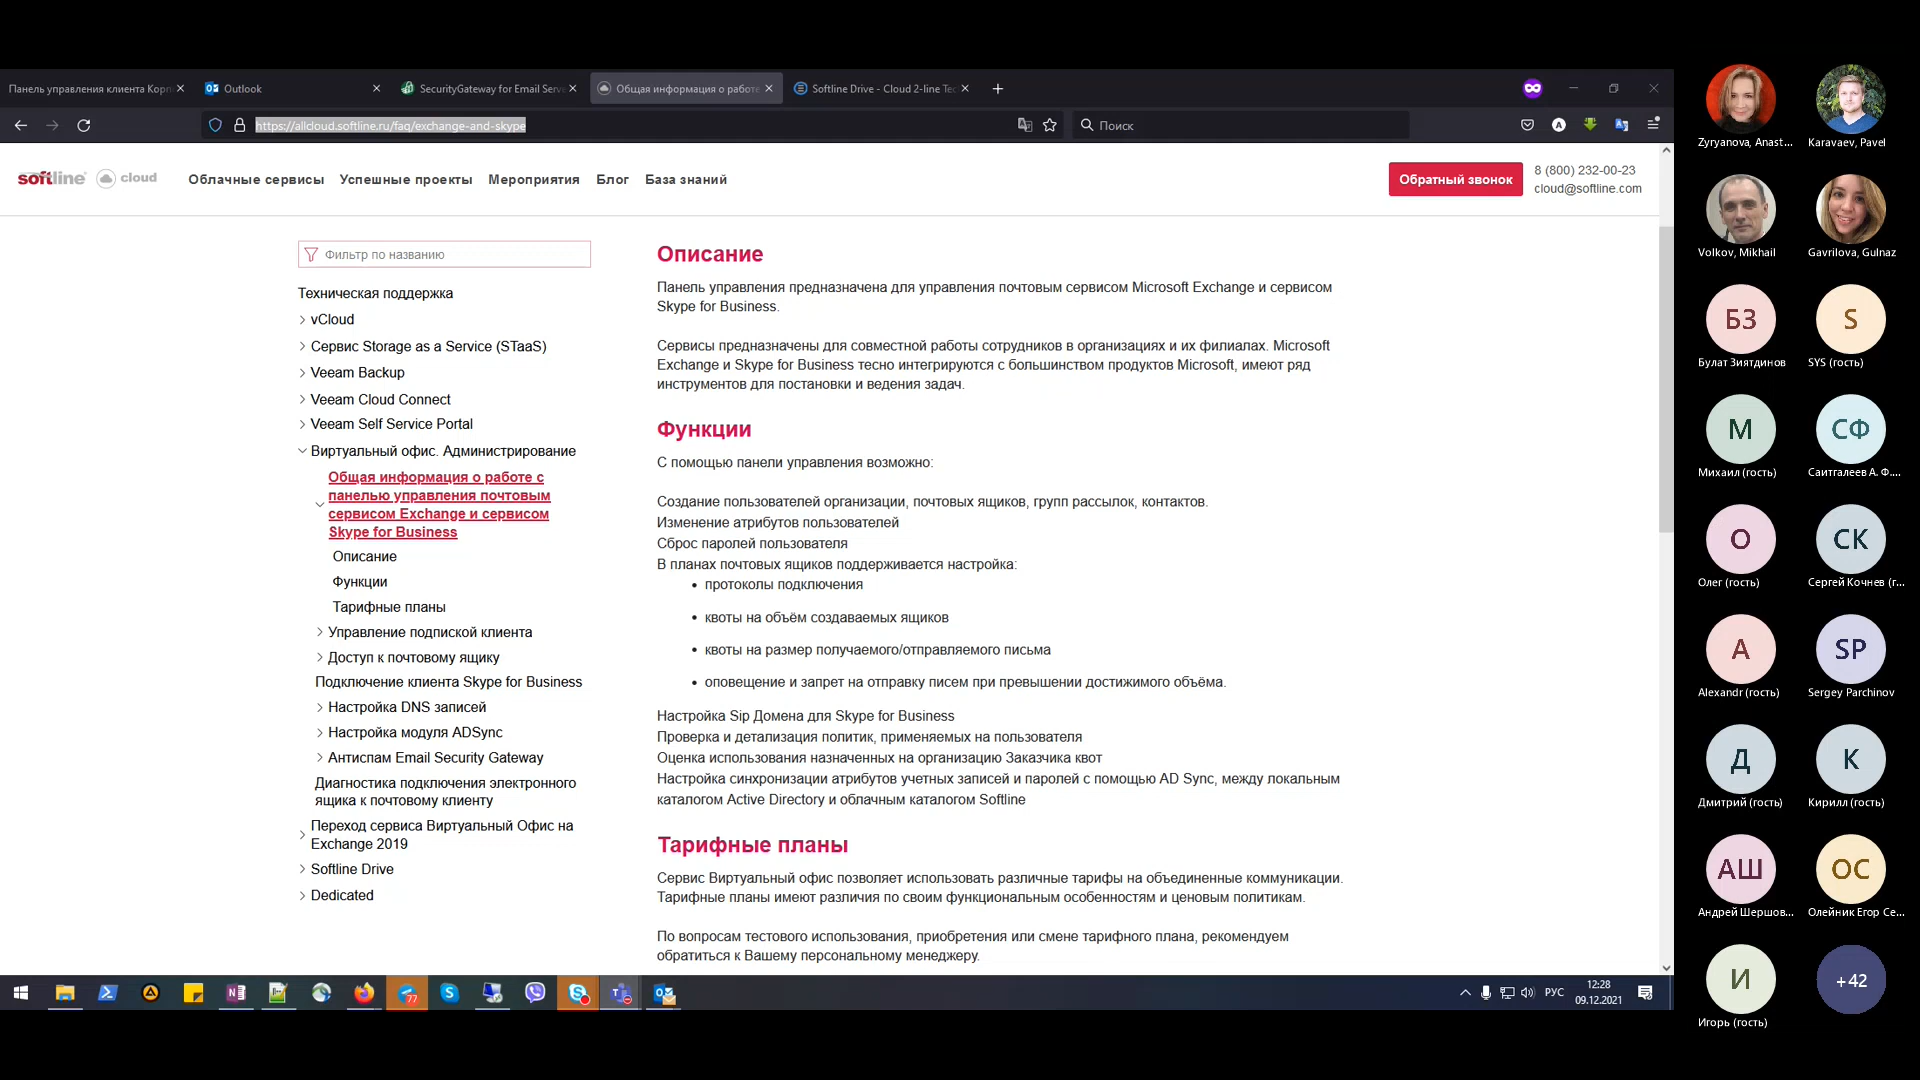 Панель управления клиента Корп
Outlook
SecurityGateway for Email Serve
Общая информация о работе
Softline Drive - Cloud 2-line Tec
https://allcloud.softline.ru/faq/exchange-and-skype
Поиск
softline cloud
Облачные сервисы
Успешные проекты
Мероприятия
Блог
База знаний
Обратный звонок
8 (800) 232-00-23
cloud@softline.com
Фильтр по названию
Техническая поддержка
vCloud
Сервис Storage as a Service (STaaS)
Veeam Backup
Veeam Cloud Connect
Veeam Self Service Portal
Виртуальный офис. Администрирование
Общая информация о работе с
панелью управления почтовым
сервисом Exchange и сервисом
Skype for Business
Описание
Функции
Тарифные планы
Управление подпиской клиента
Доступ к почтовому ящику
Подключение клиента Skype for Business
Настройка DNS записей
Настройка модуля ADSync
Антиспам Email Security Gateway
Диагностика подключения электронного
ящика к почтовому клиенту
Переход сервиса Виртуальный Офис на
Exchange 2019
Softline Drive
Dedicated
Описание
Панель управления предназначена для управления почтовым сервисом Microsoft Exchange и сервисом
Skype for Business.
Сервисы предназначены для совместной работы сотрудников в организациях и их филиалах. Microsoft
Exchange и Skype for Business тесно интегрируются с большинством продуктов Microsoft, имеют ряд
инструментов для постановки и ведения задач.
Функции
С помощью панели управления возможно:
Создание пользователей организации, почтовых ящиков, групп рассылок, контактов.
Изменение атрибутов пользователей
Сброс паролей пользователя
В планах почтовых ящиков поддерживается настройка:
• протоколы подключения
• квоты на объём создаваемых ящиков
• квоты на размер получаемого/отправляемого письма
• оповещение и запрет на отправку писем при превышении достижимого объёма.
Настройка Sip Домена для Skype for Business
Проверка и детализация политик, применяемых на пользователя
Оценка использования назначенных на организацию Заказчика квот
Настройка синхронизации атрибутов учетных записей и паролей с помощью AD Sync, между локальным
каталогом Active Directory и облачным каталогом Softline
Тарифные планы
Сервис Виртуальный офис позволяет использовать различные тарифы на объединенные коммуникации.
Тарифные планы имеют различия по своим функциональным особенностям и ценовым политикам.
По вопросам тестового использования, приобретения или смене тарифного плана, рекомендуем
обратиться к Вашему персональному менеджеру.
77
РУС
12:28
09.12.2021
Zyryanova, Anast...
Karavaev, Pavel
Volkov, Mikhail
Gavrilova, Gulnaz
БЗ
S
Булат Зиятдинов
SYS (гость)
М
СФ
Михаил (гость)
Саитгалеев А. Ф....
О
СК
Олег (гость)
Сергей Кочнев (г...
A
SP
Alexandr (гость)
Sergey Parchinov
Д
К
Дмитрий (гость)
Кирилл (гость)
АШ
ОС
Андрей Шершов...
Олейник Егор Се...
И
+42
Игорь (гость)